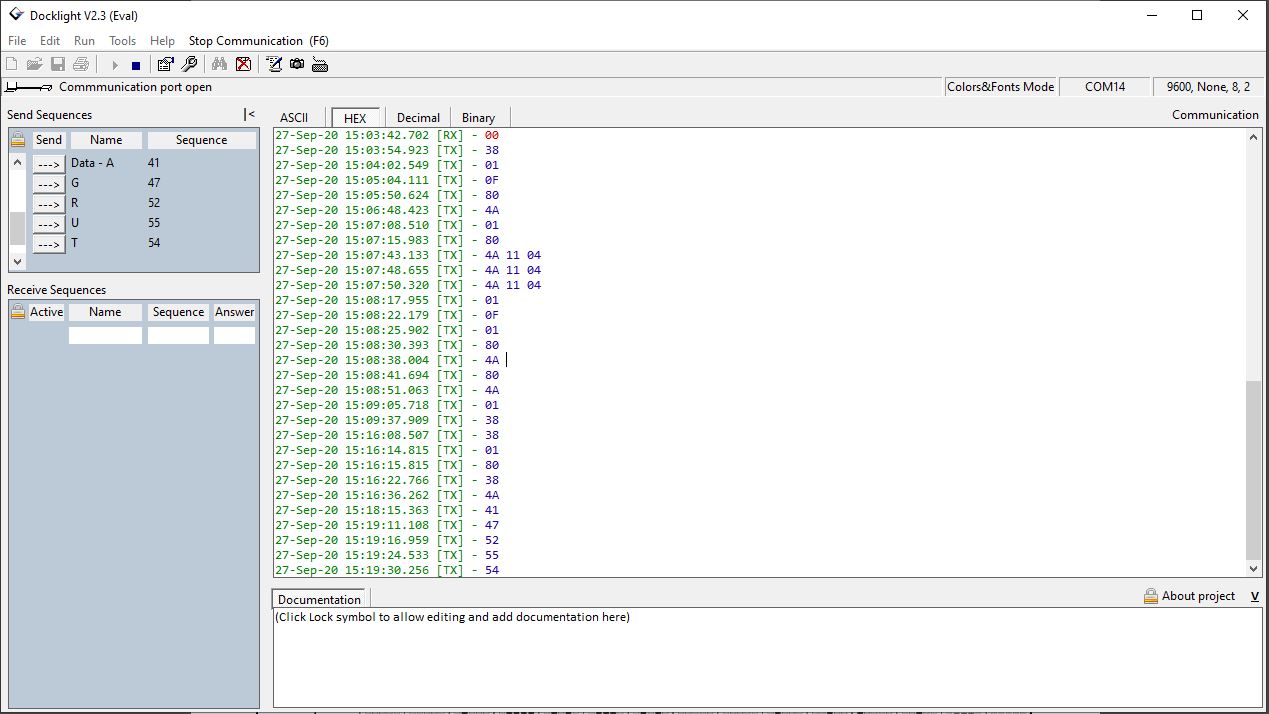 Docklight V2.3 (Eval)
File Edit Run Tools Help Stop Communication (F6)
Commmunication port open Colors&Fonts Mode COM14 9600, None, 8, 2
Send Sequences |<
Send Name Sequence
---> Data - A 41
---> G 47
---> R 52
---> U 55
---> T 54
Receive Sequences
Active Name Sequence Answer
ASCII HEX Decimal Binary Communication
27-Sep-20 15:03:42.702 [RX] - 00
27-Sep-20 15:03:54.923 [TX] - 38
27-Sep-20 15:04:02.549 [TX] - 01
27-Sep-20 15:05:04.111 [TX] - 0F
27-Sep-20 15:05:50.624 [TX] - 80
27-Sep-20 15:06:48.423 [TX] - 4A
27-Sep-20 15:07:08.510 [TX] - 01
27-Sep-20 15:07:15.983 [TX] - 80
27-Sep-20 15:07:43.133 [TX] - 4A 11 04
27-Sep-20 15:07:48.655 [TX] - 4A 11 04
27-Sep-20 15:07:50.320 [TX] - 4A 11 04
27-Sep-20 15:08:17.955 [TX] - 01
27-Sep-20 15:08:22.179 [TX] - 0F
27-Sep-20 15:08:25.902 [TX] - 01
27-Sep-20 15:08:30.393 [TX] - 80
27-Sep-20 15:08:38.004 [TX] - 4A
27-Sep-20 15:08:41.694 [TX] - 80
27-Sep-20 15:08:51.063 [TX] - 4A
27-Sep-20 15:09:05.718 [TX] - 01
27-Sep-20 15:09:37.909 [TX] - 38
27-Sep-20 15:16:08.507 [TX] - 38
27-Sep-20 15:16:14.815 [TX] - 01
27-Sep-20 15:16:15.815 [TX] - 80
27-Sep-20 15:16:22.766 [TX] - 38
27-Sep-20 15:16:36.262 [TX] - 4A
27-Sep-20 15:18:15.363 [TX] - 41
27-Sep-20 15:19:11.108 [TX] - 47
27-Sep-20 15:19:16.959 [TX] - 52
27-Sep-20 15:19:24.533 [TX] - 55
27-Sep-20 15:19:30.256 [TX] - 54
Documentation About project V
(Click Lock symbol to allow editing and add documentation here)